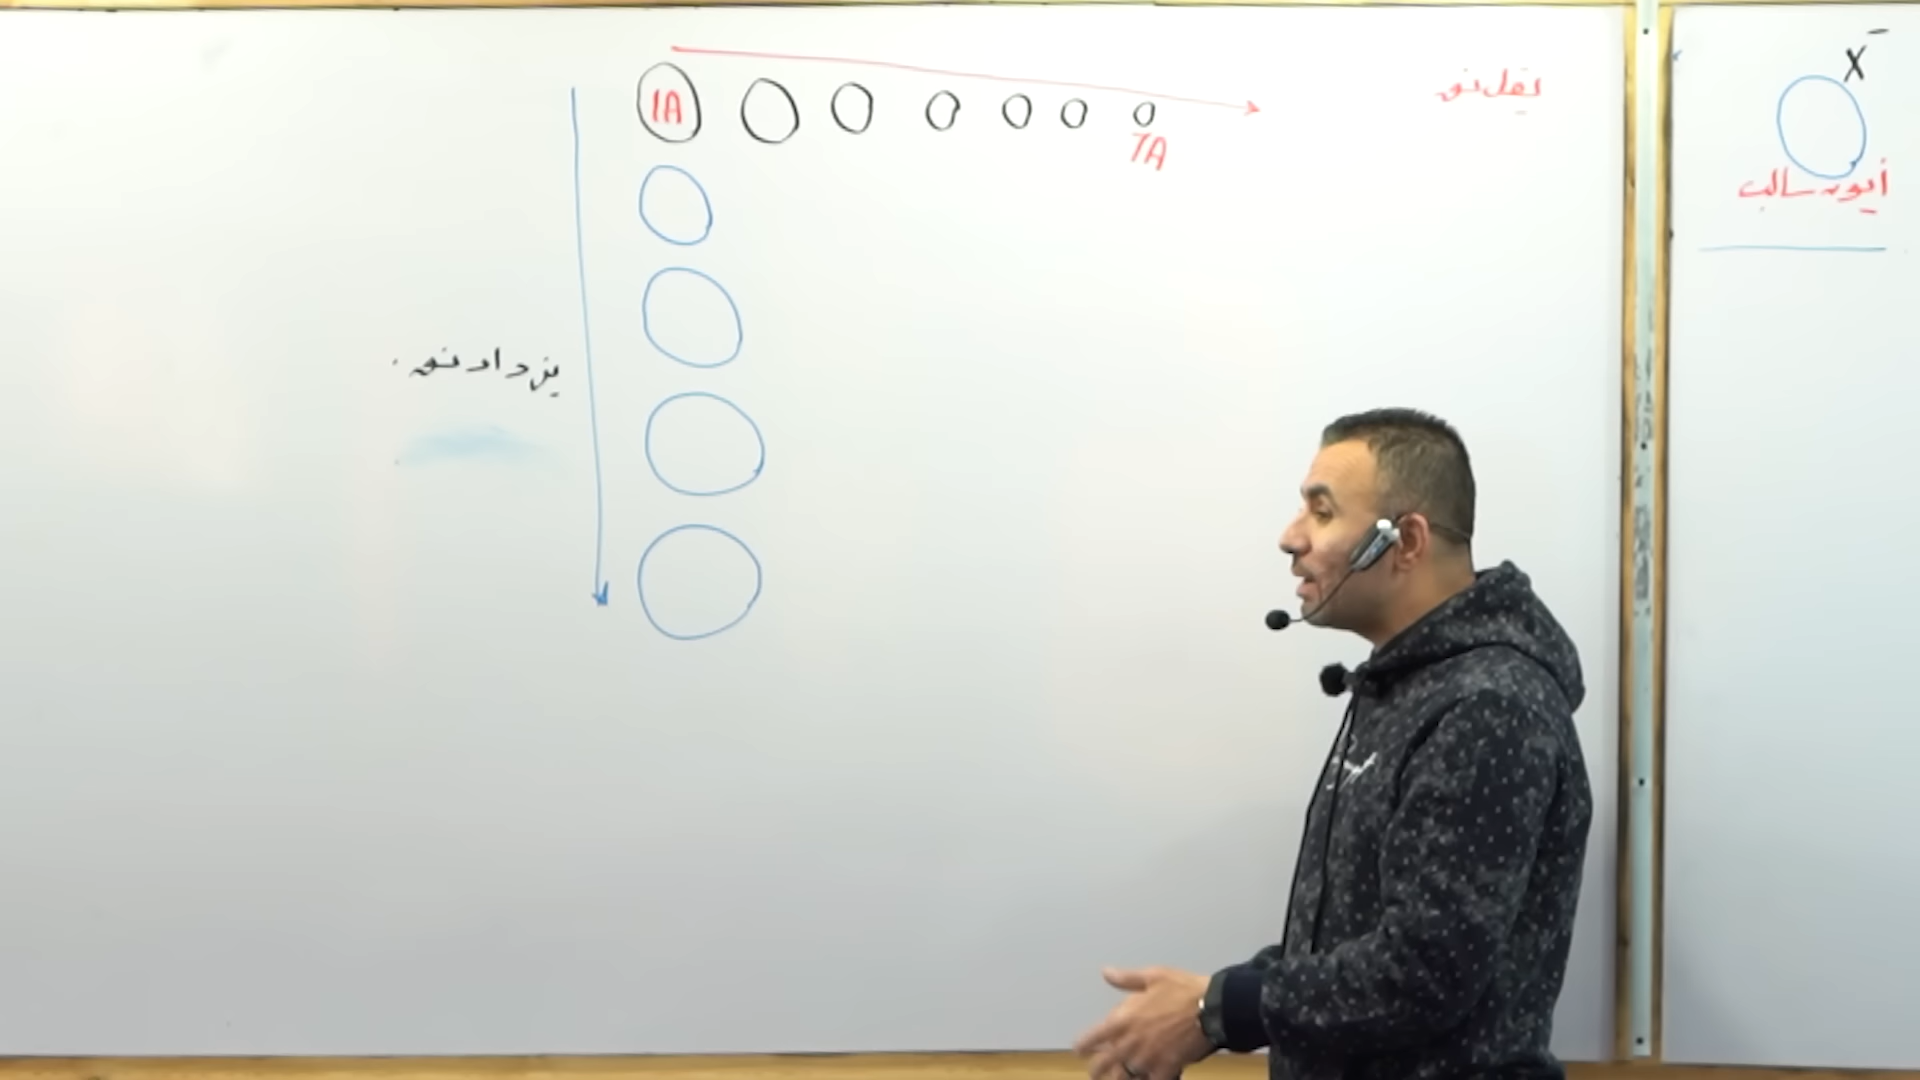 يقل نق
1A
7A
يزداد نق
X⁻
أيون سالب